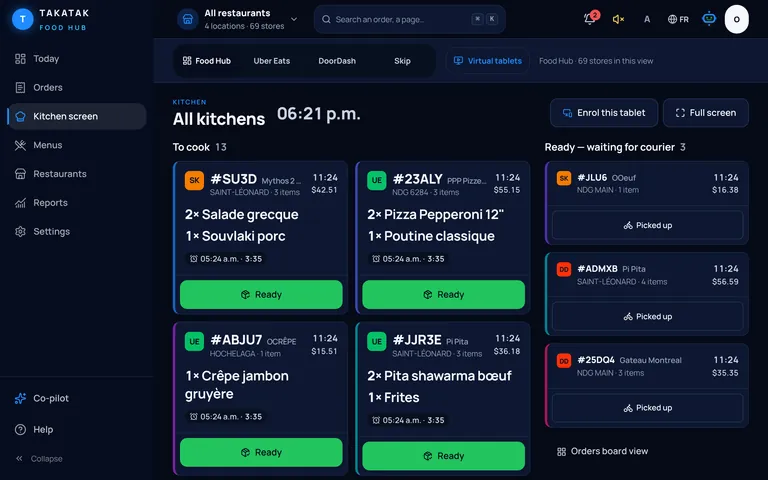 T
TAKATAK
FOOD HUB
Today
Orders
Kitchen screen
Menus
Restaurants
Reports
Settings
Co-pilot
Help
Collapse
All restaurants
4 locations · 69 stores
Search an order, a page...
⌘ K
2
A
FR
O
Food Hub
Uber Eats
DoorDash
Skip
Virtual tablets
Food Hub · 69 stores in this view
KITCHEN
All kitchens
06:21 p.m.
Enrol this tablet
Full screen
To cook 13
SK
#SU3D Mythos 2 ... 11:24
SAINT-LÉONARD · 3 items $42.51
2× Salade grecque
1× Souvlaki porc
05:24 a.m. · 3:35
Ready
UE
#23ALY PPP Pizze... 11:24
NDG 6284 · 3 items $55.15
2× Pizza Pepperoni 12"
1× Poutine classique
05:24 a.m. · 3:35
Ready
UE
#ABJU7 OCRÊPE 11:24
HOCHELAGA · 1 item $15.51
1× Crêpe jambon
gruyère
05:24 a.m. · 3:35
Ready
UE
#JJR3E Pi Pita 11:24
SAINT-LÉONARD · 3 items $36.18
2× Pita shawarma bœuf
1× Frites
05:24 a.m. · 3:35
Ready
Ready — waiting for courier 3
SK
#JLU6 OOeuf 11:24
NDG MAIN · 1 item $16.38
Picked up
DD
#ADMXB Pi Pita 11:24
SAINT-LÉONARD · 4 items $56.59
Picked up
DD
#25DQ4 Gateau Montreal 11:24
NDG MAIN · 3 items $35.35
Picked up
Orders board view